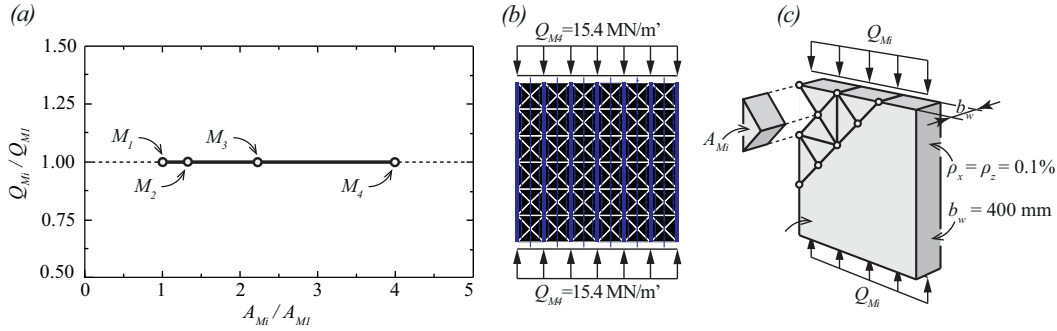 (a)
1.50
1.25
1.00
0.75
0.50
Q_Mi / Q_M1
M_1
M_2
M_3
M_4
0 1 2 3 4 5
A_Mi / A_M1
(b)
Q_M4=15.4 MN/m'
Q_M4=15.4 MN/m'
(c)
Q_Mi
b_w
A_Mi
ρ_x = ρ_z = 0.1%
b_w = 400 mm
Q_Mi